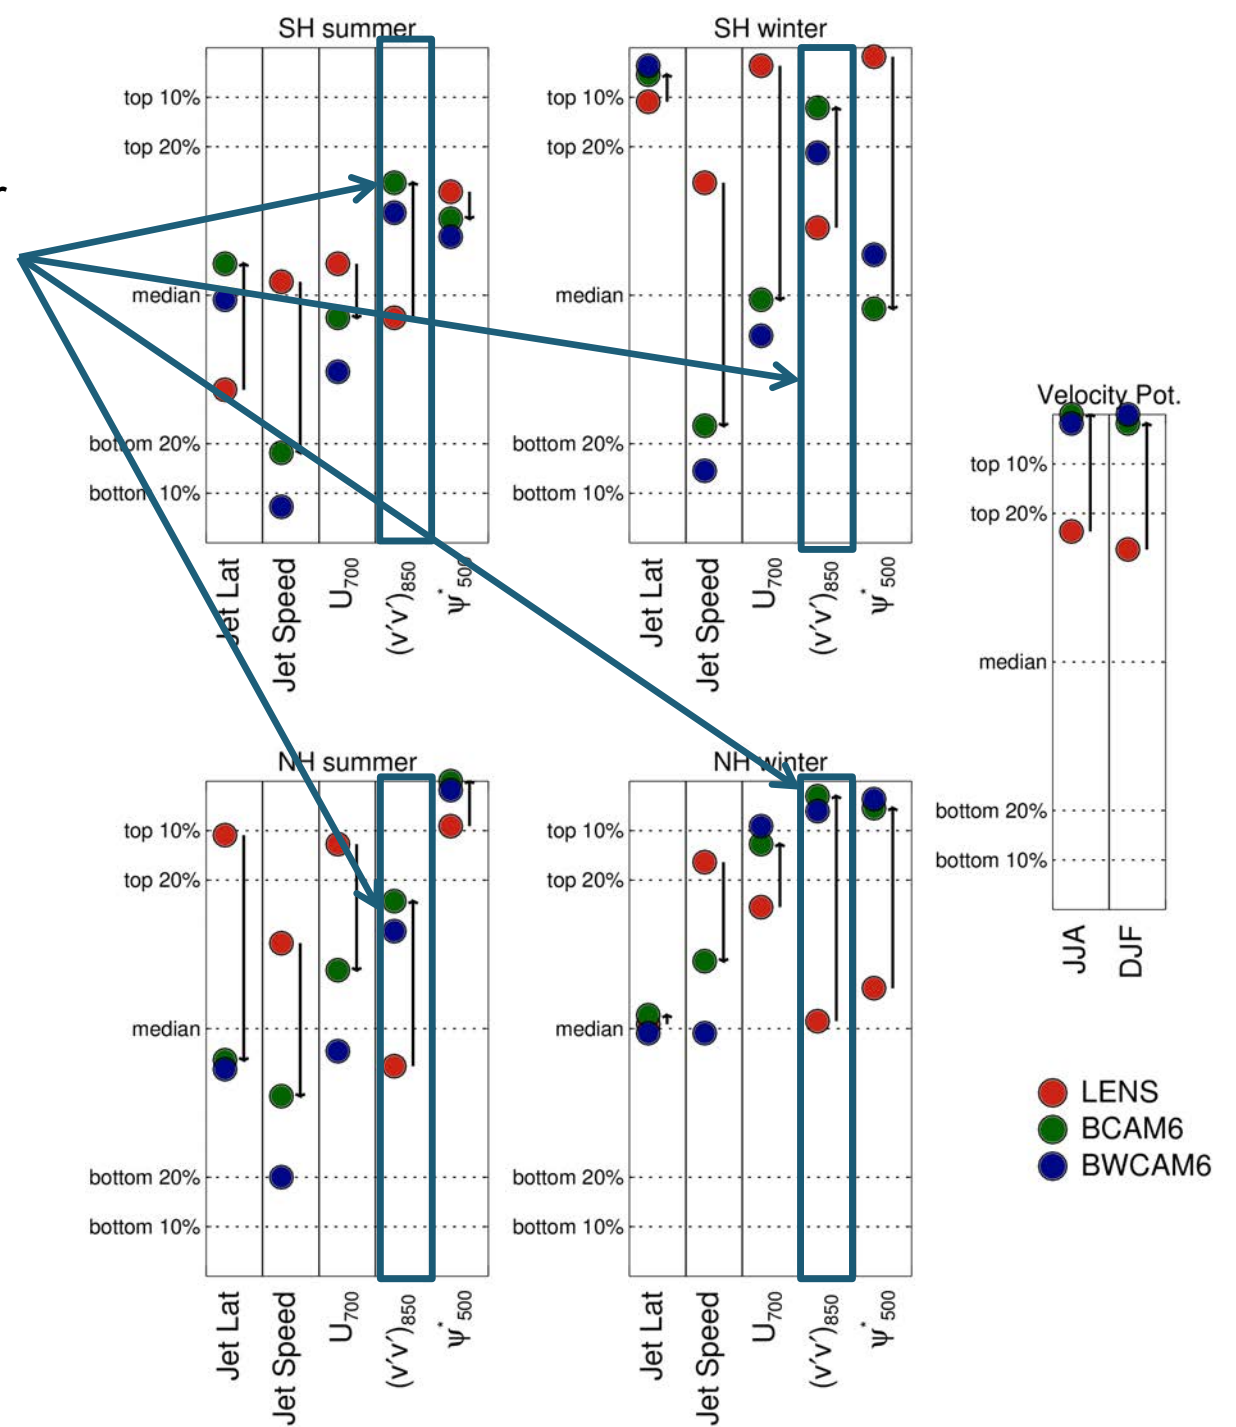 SH summer
top 10%
top 20%
median
bottom 20%
bottom 10%
Jet Lat
Jet Speed
U700
(v′v′)850
ψ* 500
SH winter
top 10%
top 20%
median
bottom 20%
bottom 10%
Jet Lat
Jet Speed
U700
(v′v′)850
ψ* 500
Velocity Pot.
top 10%
top 20%
median
bottom 20%
bottom 10%
JJA
DJF
NH summer
top 10%
top 20%
median
bottom 20%
bottom 10%
Jet Lat
Jet Speed
U700
(v′v′)850
ψ* 500
NH winter
top 10%
top 20%
median
bottom 20%
bottom 10%
Jet Lat
Jet Speed
U700
(v′v′)850
ψ* 500
LENS
BCAM6
BWCAM6